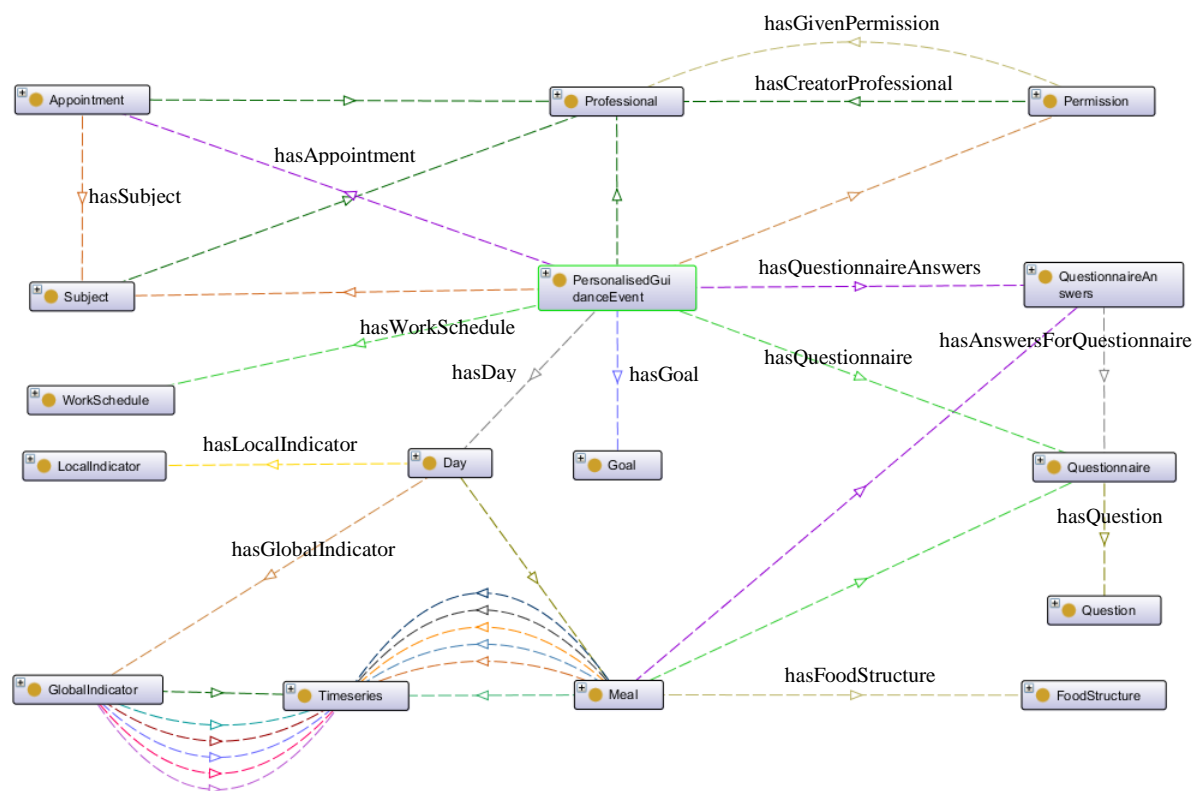 hasGivenPermission
hasCreatorProfessional
Appointment
Professional
Permission
hasAppointment
hasSubject
hasQuestionnaireAnswers
PersonalisedGui
danceEvent
QuestionnaireAn
swers
Subject
hasWorkSchedule
hasAnswersForQuestionnaire
hasQuestionnaire
hasDay
hasGoal
WorkSchedule
hasLocalIndicator
LocalIndicator
Day
Goal
Questionnaire
hasQuestion
hasGlobalIndicator
Question
hasFoodStructure
GlobalIndicator
Timeseries
Meal
FoodStructure